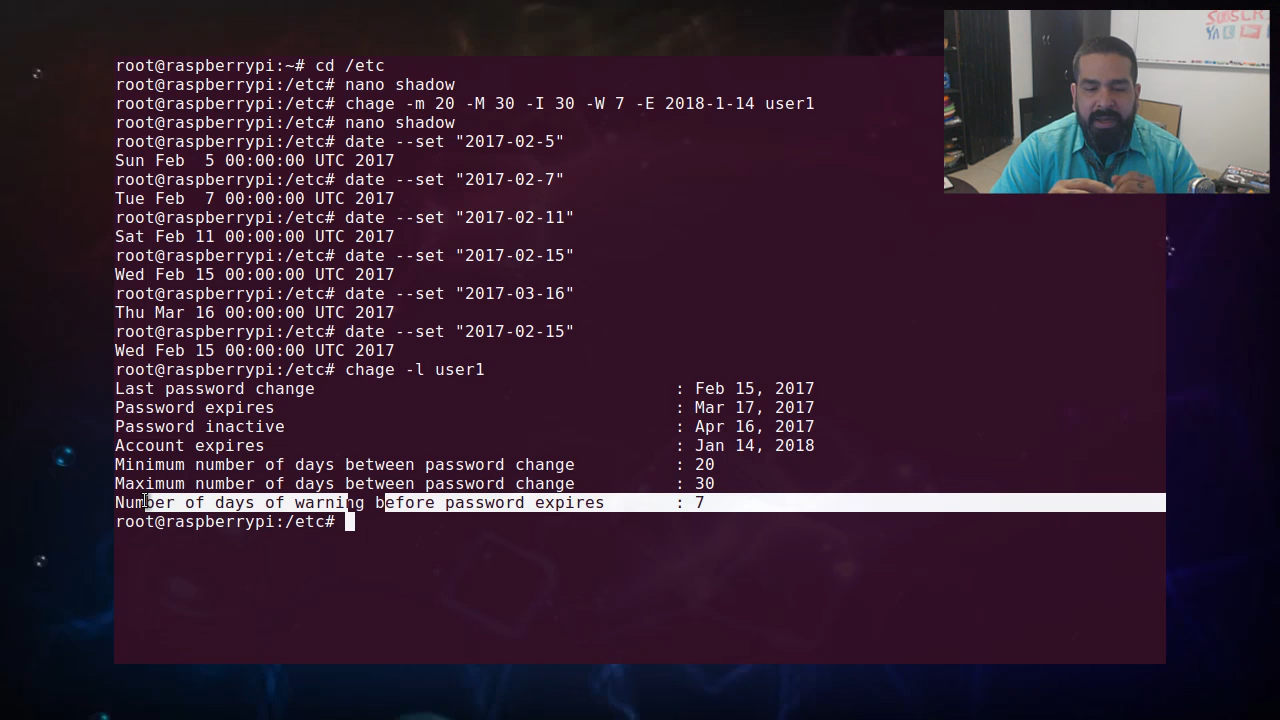 root@raspberrypi:~# cd /etc
root@raspberrypi:/etc# nano shadow
root@raspberrypi:/etc# chage -m 20 -M 30 -I 30 -W 7 -E 2018-1-14 user1
root@raspberrypi:/etc# nano shadow
root@raspberrypi:/etc# date --set "2017-02-5"
Sun Feb  5 00:00:00 UTC 2017
root@raspberrypi:/etc# date --set "2017-02-7"
Tue Feb  7 00:00:00 UTC 2017
root@raspberrypi:/etc# date --set "2017-02-11"
Sat Feb 11 00:00:00 UTC 2017
root@raspberrypi:/etc# date --set "2017-02-15"
Wed Feb 15 00:00:00 UTC 2017
root@raspberrypi:/etc# date --set "2017-03-16"
Thu Mar 16 00:00:00 UTC 2017
root@raspberrypi:/etc# date --set "2017-02-15"
Wed Feb 15 00:00:00 UTC 2017
root@raspberrypi:/etc# chage -l user1
Last password change : Feb 15, 2017
Password expires : Mar 17, 2017
Password inactive : Apr 16, 2017
Account expires : Jan 14, 2018
Minimum number of days between password change : 20
Maximum number of days between password change : 30
Number of days of warning before password expires : 7
root@raspberrypi:/etc#